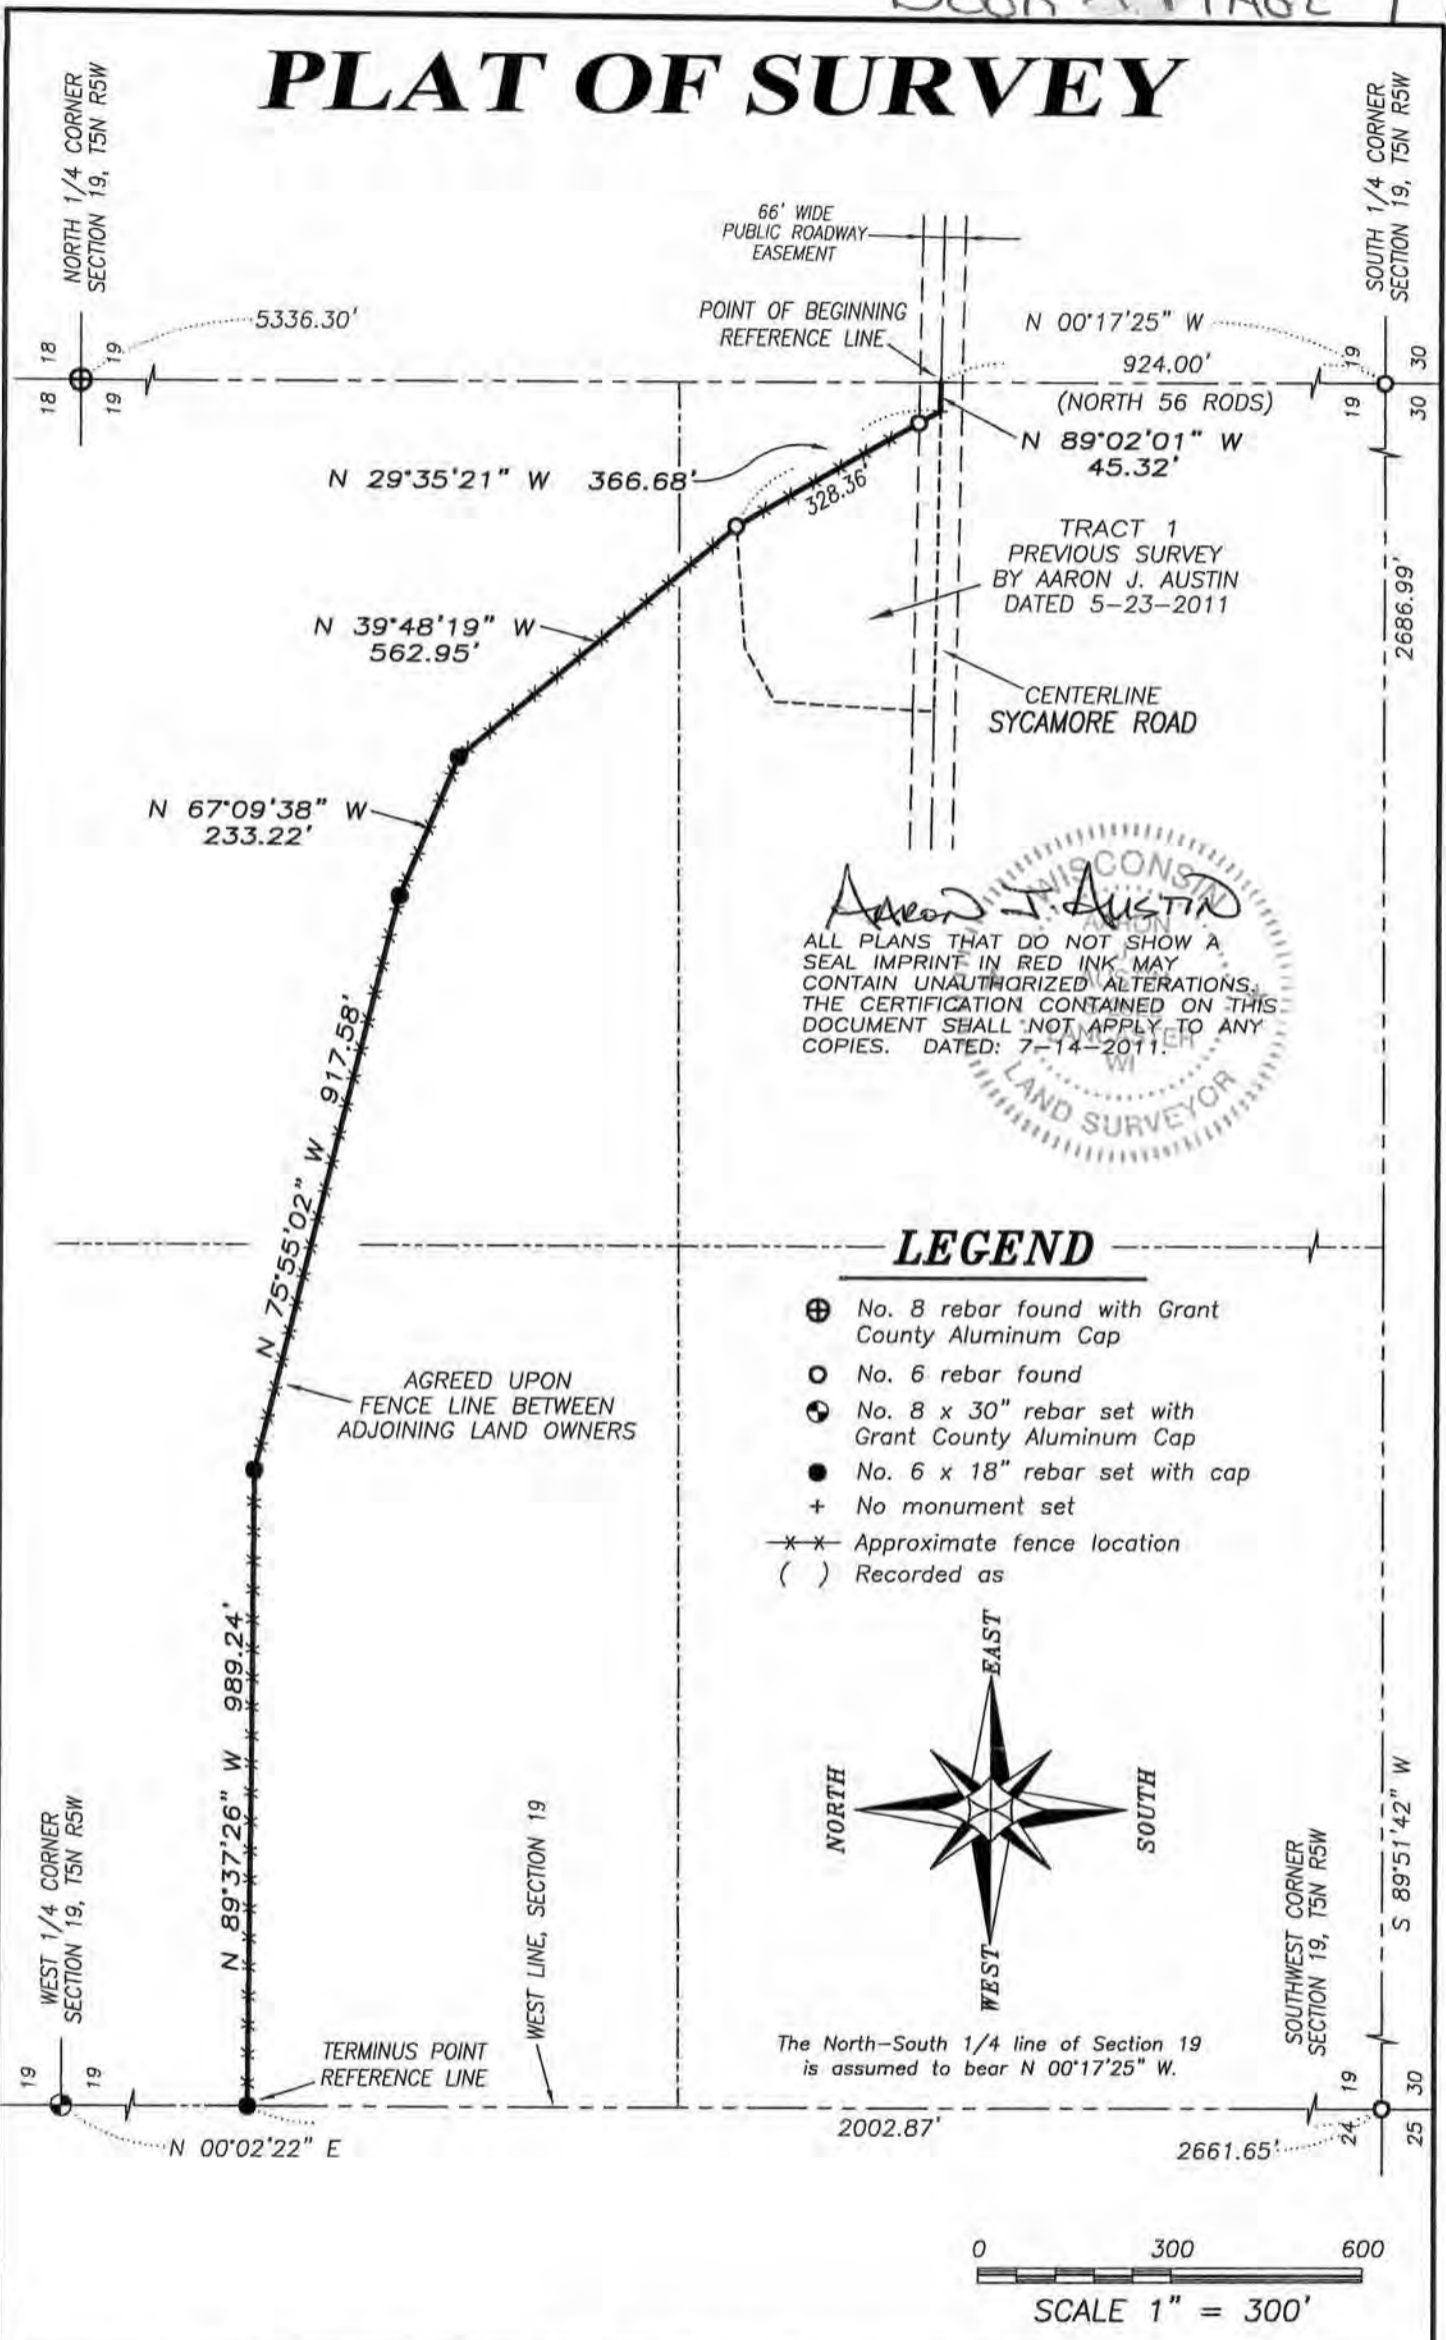 PLAT OF SURVEY
NORTH 1/4 CORNER
SECTION 19, T5N R5W
SOUTH 1/4 CORNER
SECTION 19, T5N R5W
66' WIDE
PUBLIC ROADWAY
EASEMENT
5336.30'
POINT OF BEGINNING
REFERENCE LINE
N 00°17'25" W
924.00'
(NORTH 56 RODS)
18 19
18 19
19 30
19 30
N 89°02'01" W
45.32'
N 29°35'21" W 366.68'
328.36'
TRACT 1
PREVIOUS SURVEY
BY AARON J. AUSTIN
DATED 5-23-2011
2686.99'
N 39°48'19" W
562.95'
CENTERLINE
SYCAMORE ROAD
N 67°09'38" W
233.22'
AARON J. AUSTIN
WISCONSIN
AARON
LANCASTER
WI
LAND SURVEYOR
ALL PLANS THAT DO NOT SHOW A
SEAL IMPRINT IN RED INK MAY
CONTAIN UNAUTHORIZED ALTERATIONS.
THE CERTIFICATION CONTAINED ON THIS
DOCUMENT SHALL NOT APPLY TO ANY
COPIES. DATED: 7-14-2011.
N 75°55'02" W 917.58'
LEGEND
No. 8 rebar found with Grant
County Aluminum Cap
No. 6 rebar found
No. 8 x 30" rebar set with
Grant County Aluminum Cap
No. 6 x 18" rebar set with cap
+ No monument set
x x Approximate fence location
( ) Recorded as
AGREED UPON
FENCE LINE BETWEEN
ADJOINING LAND OWNERS
N 89°37'26" W 989.24'
EAST
NORTH
SOUTH
WEST
WEST 1/4 CORNER
SECTION 19, T5N R5W
WEST LINE, SECTION 19
SOUTHWEST CORNER
SECTION 19, T5N R5W
S 89°51'42" W
The North-South 1/4 line of Section 19
is assumed to bear N 00°17'25" W.
TERMINUS POINT
REFERENCE LINE
19 19
19 30
24 25
N 00°02'22" E
2002.87'
2661.65'
0 300 600
SCALE 1" = 300'